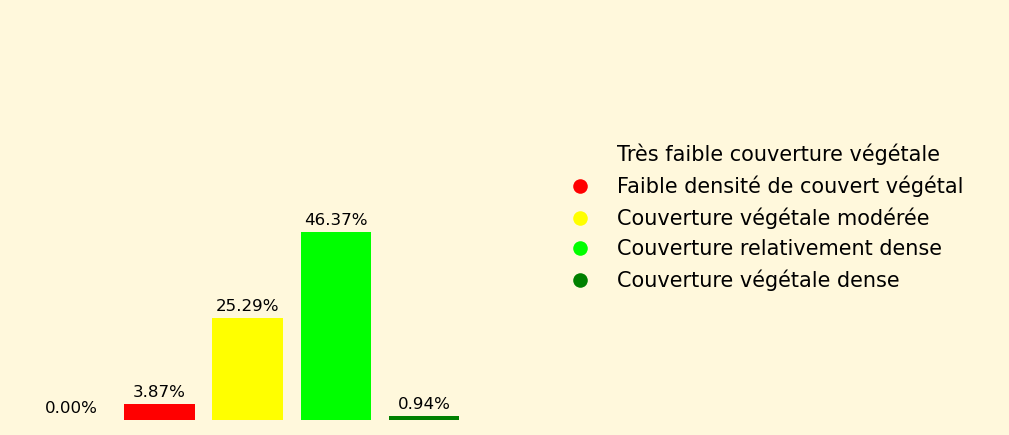 Très faible couverture végétale
Faible densité de couvert végétal
Couverture végétale modérée
Couverture relativement dense
Couverture végétale dense
46.37%
25.29%
3.87%
0.94%
0.00%